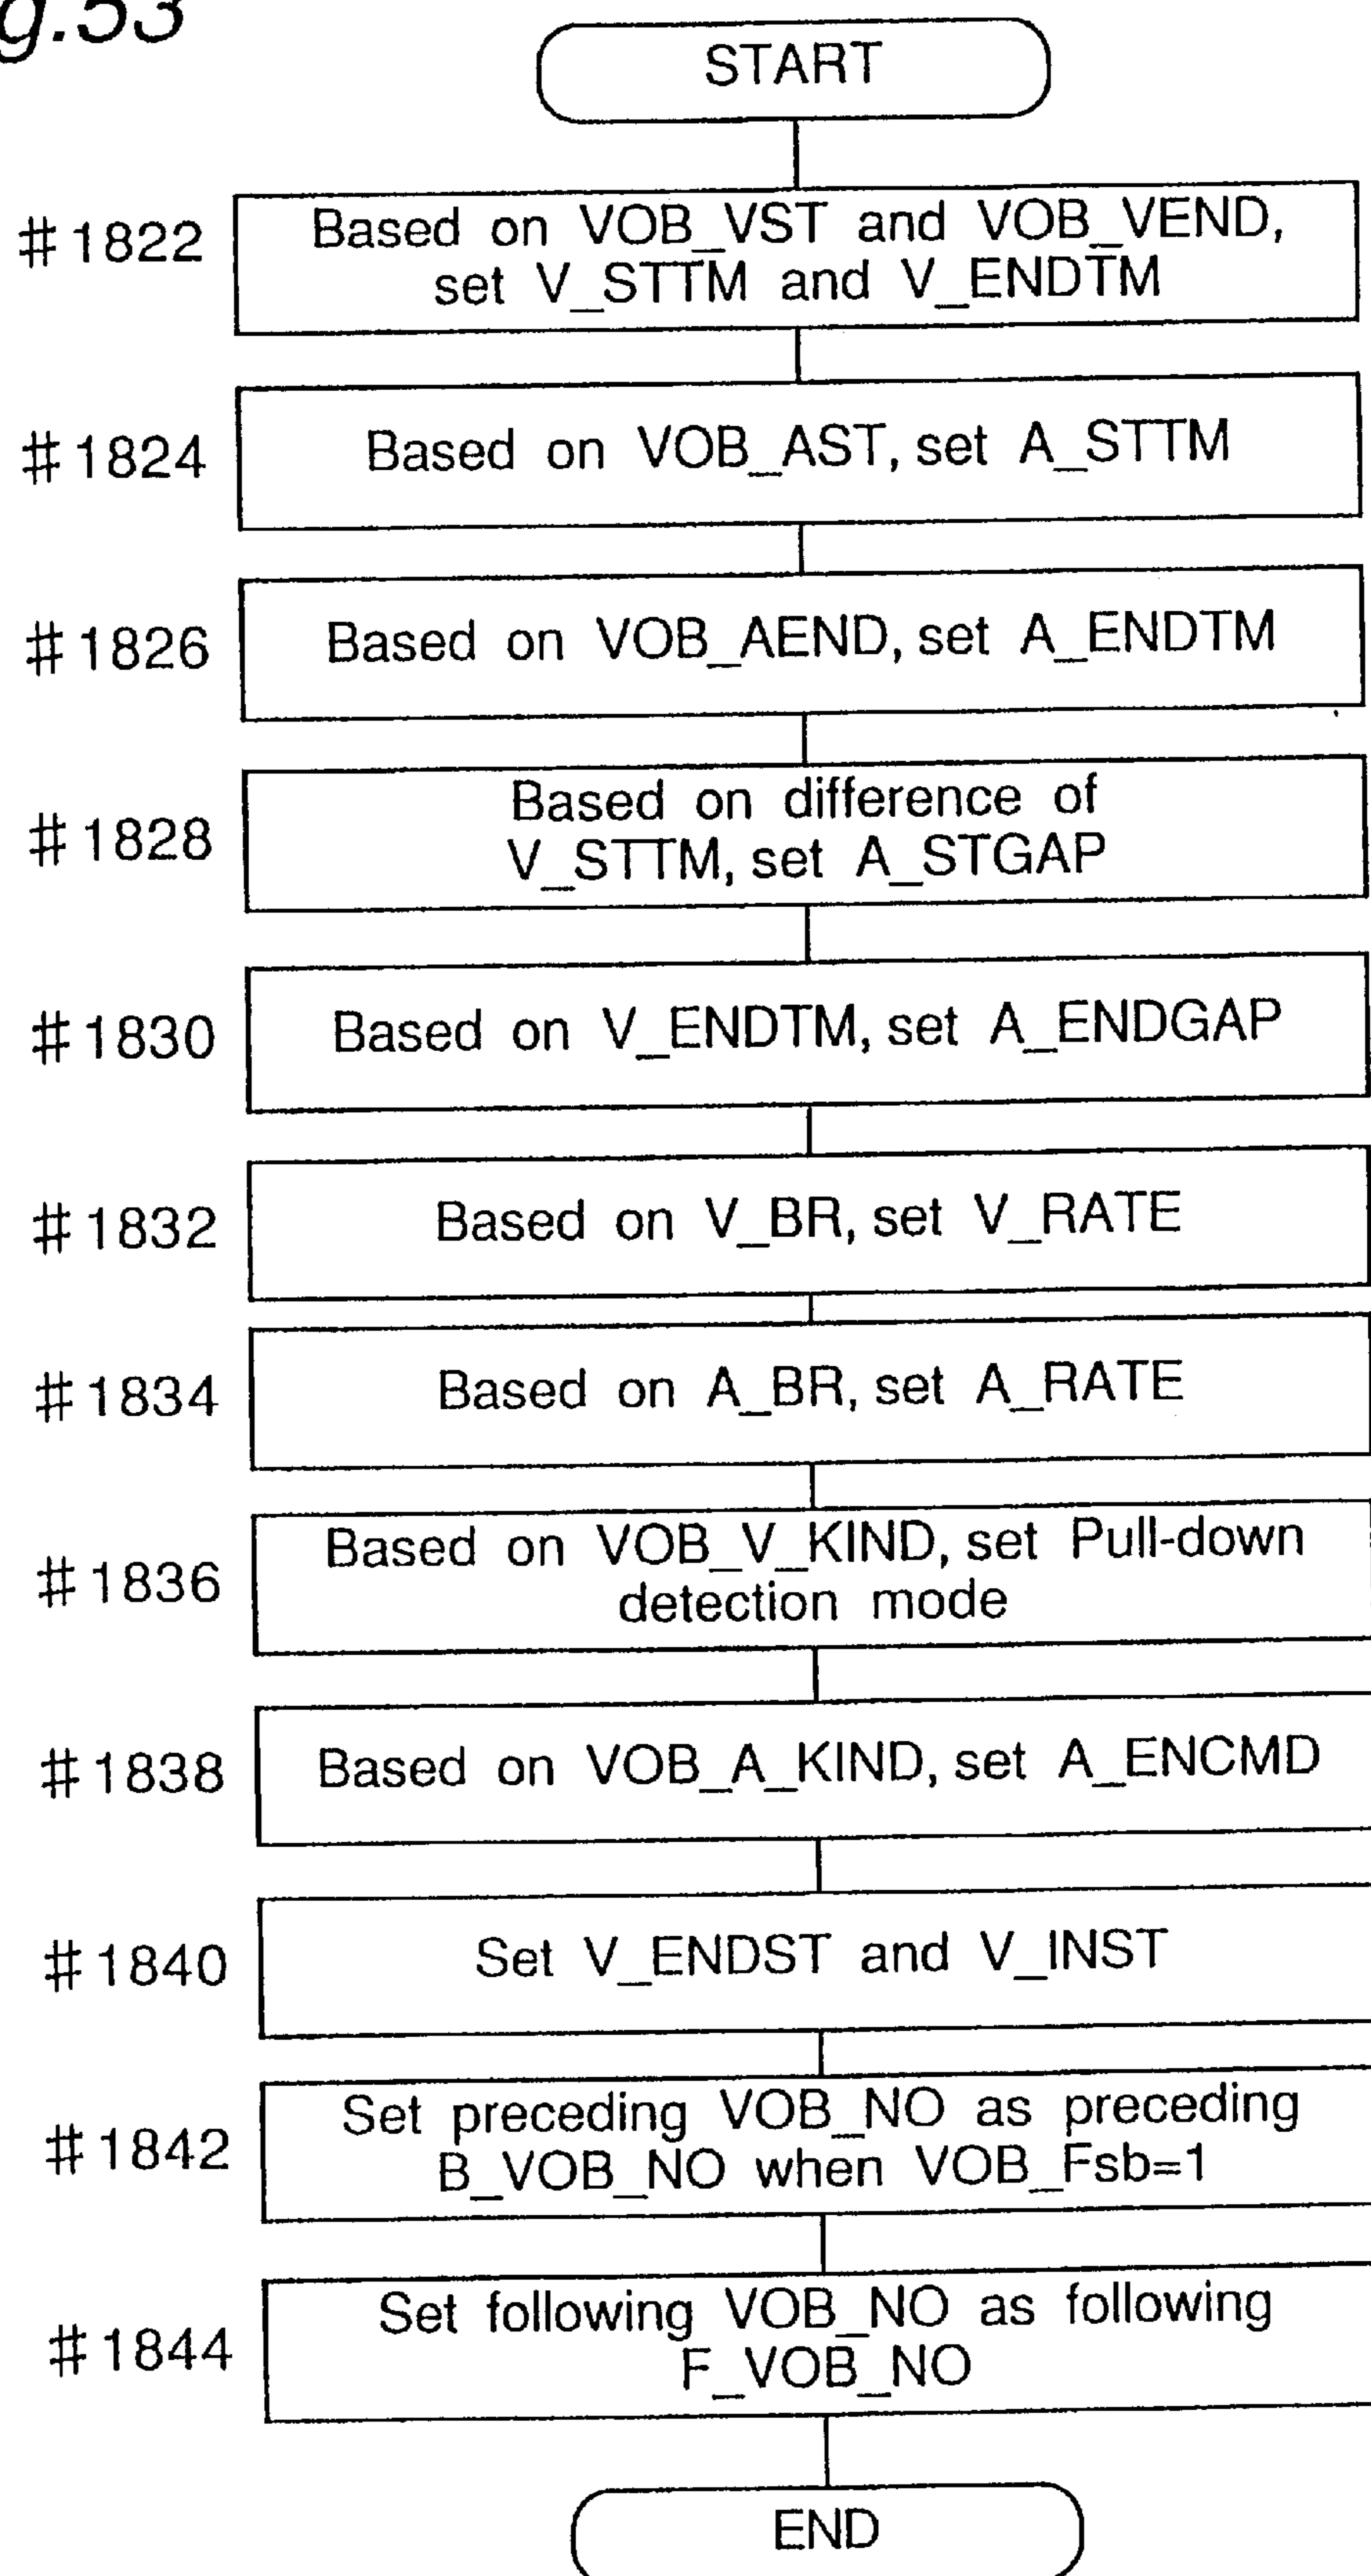 g.53
START
#1822
Based on VOB_VST and VOB_VEND,
set V_STTM and V_ENDTM
#1824
Based on VOB_AST, set A_STTM
#1826
Based on VOB_AEND, set A_ENDTM
#1828
Based on difference of
V_STTM, set A_STGAP
#1830
Based on V_ENDTM, set A_ENDGAP
#1832
Based on V_BR, set V_RATE
#1834
Based on A_BR, set A_RATE
#1836
Based on VOB_V_KIND, set Pull-down
detection mode
#1838
Based on VOB_A_KIND, set A_ENCMD
#1840
Set V_ENDST and V_INST
#1842
Set preceding VOB_NO as preceding
B_VOB_NO when VOB_Fsb=1
#1844
Set following VOB_NO as following
F_VOB_NO
END